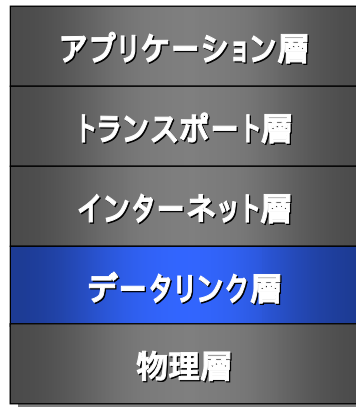 アプリケーション層
トランスポート層
インターネット層
データリンク層
物理層